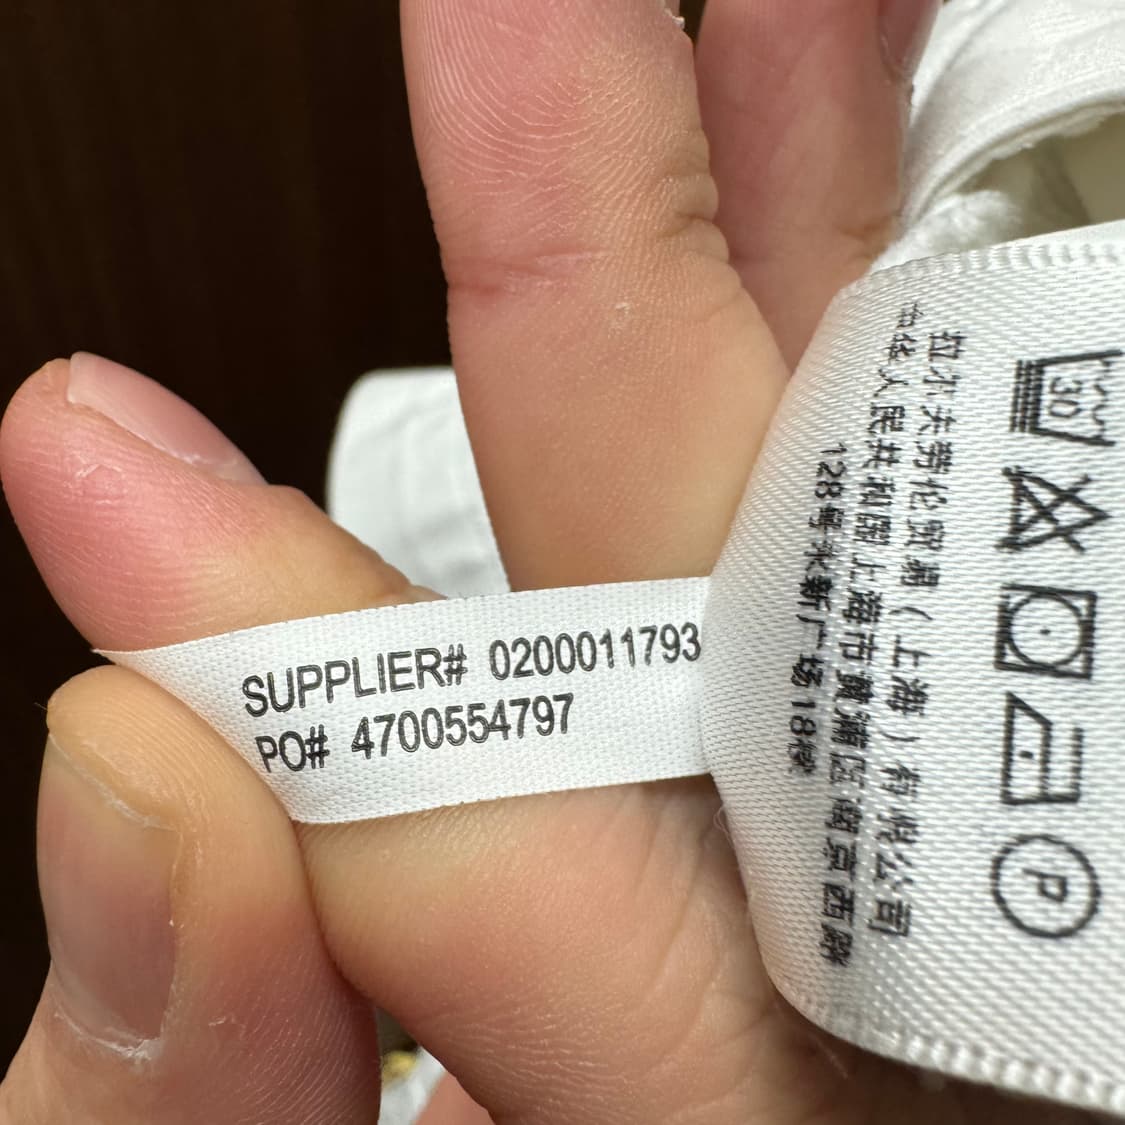 SUPPLIER# 0200011793
PO# 4700554797
30
P
拉尔夫劳伦贸易(上海)有限公司
中华人民共和国上海市黄浦区南京西路
128号永新广场18楼